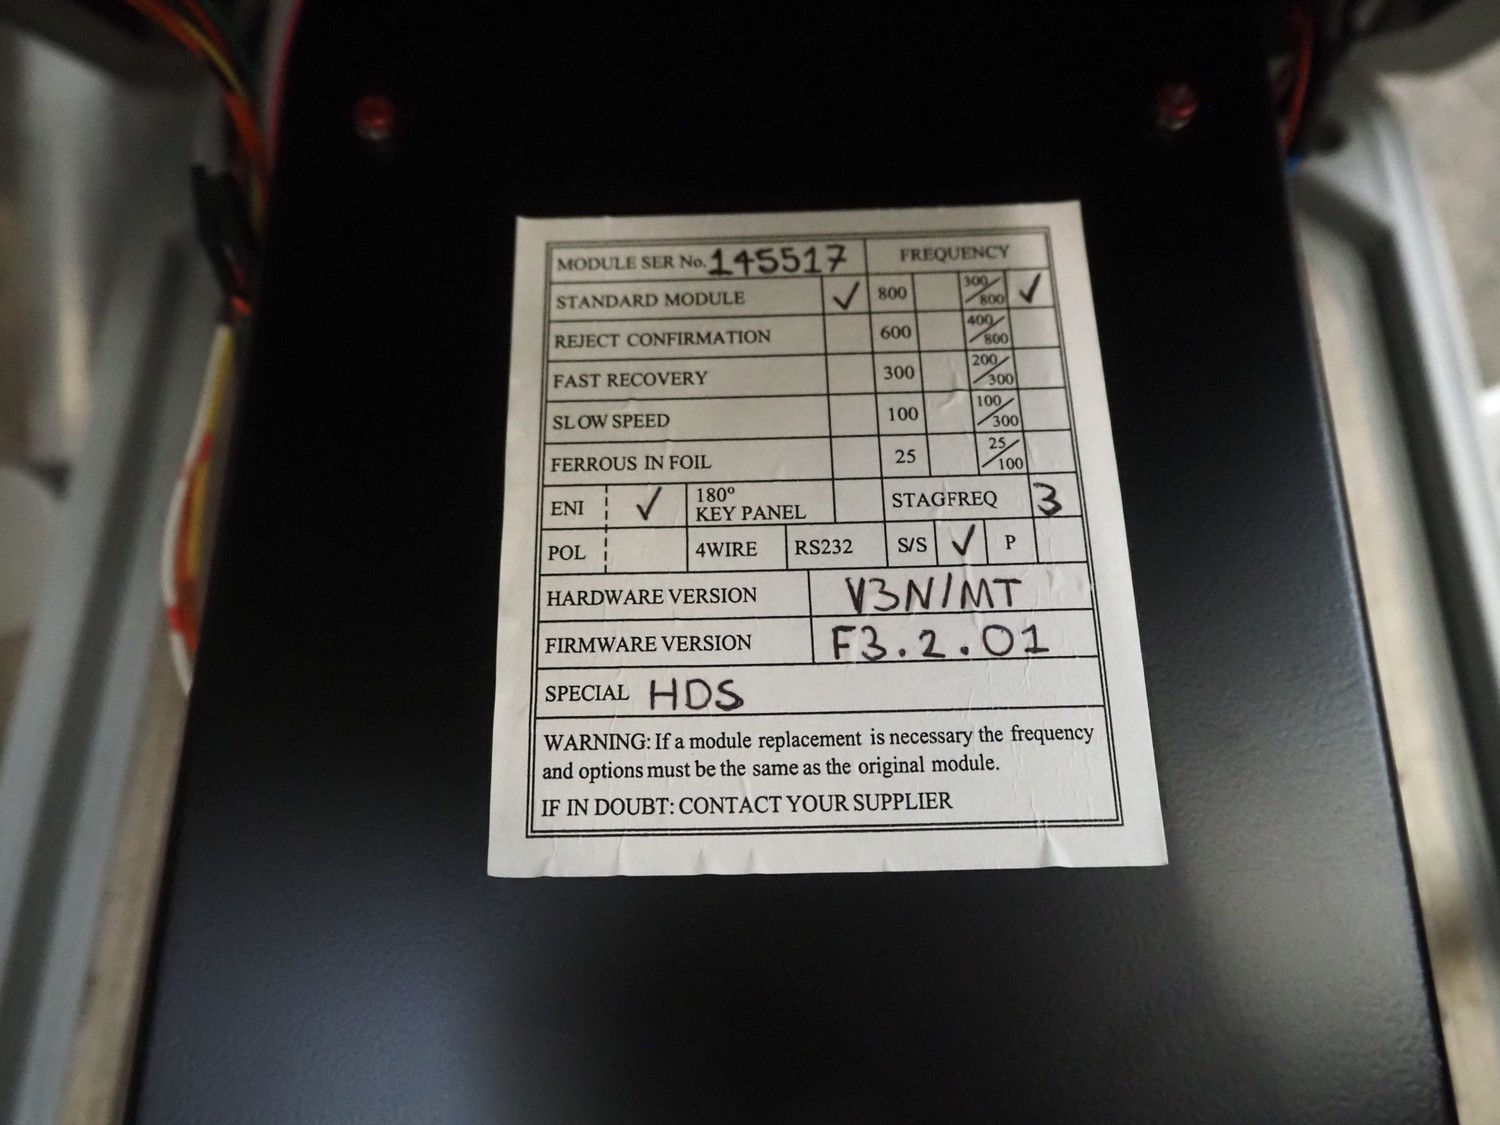 MODULE SER No. 145517 FREQUENCY
STANDARD MODULE ✓ 800 300/800 ✓
REJECT CONFIRMATION 600 400/800
FAST RECOVERY 300 200/300
SLOW SPEED 100 100/300
FERROUS IN FOIL 25 25/100
ENI ✓ 180° KEY PANEL STAGFREQ 3
POL 4WIRE RS232 S/S ✓ P
HARDWARE VERSION V3N/MT
FIRMWARE VERSION F3.2.01
SPECIAL HDS
WARNING: If a module replacement is necessary the frequency
and options must be the same as the original module.
IF IN DOUBT: CONTACT YOUR SUPPLIER